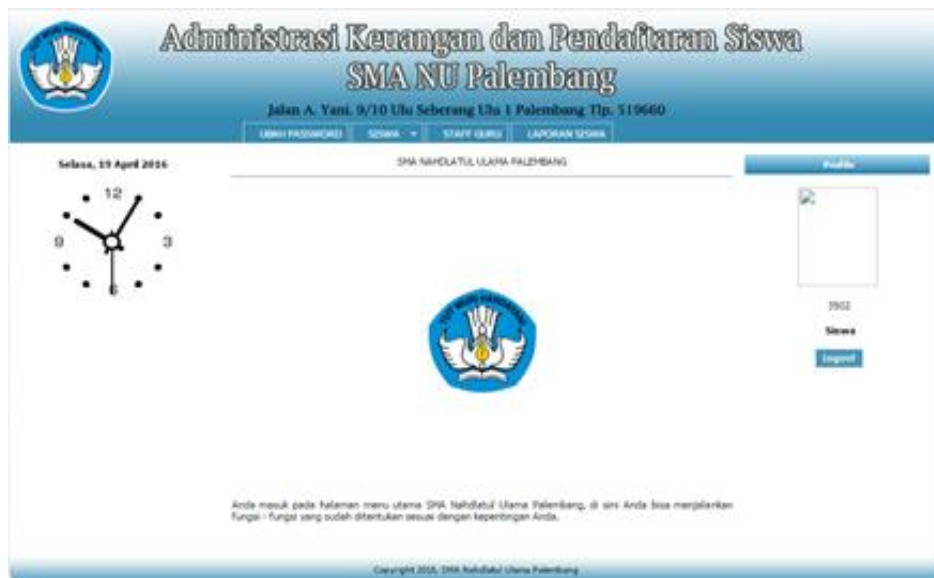 Administrasi Keuangan dan Pendaftaran Siswa
SMA NU Palembang
Jalan A. Yani. 9/10 Ulu Seberang Ulu 1 Palembang Tlp. 519660
UBAH PASSWORD SISWA STAFF GURU LAPORAN SISWA
Selasa, 19 April 2016
12
3
6
9
SMA NAHDLATUL ULAMA PALEMBANG
TUT WURI HANDAYANI
Anda masuk pada halaman menu utama SMA Nahdlatul Ulama Palembang, di sini Anda bisa menjalankan
fungsi - fungsi yang sudah ditentukan sesuai dengan kepentingan Anda.
Profile
Siswa
Logout
SMA Nahdlatul Ulama Palembang